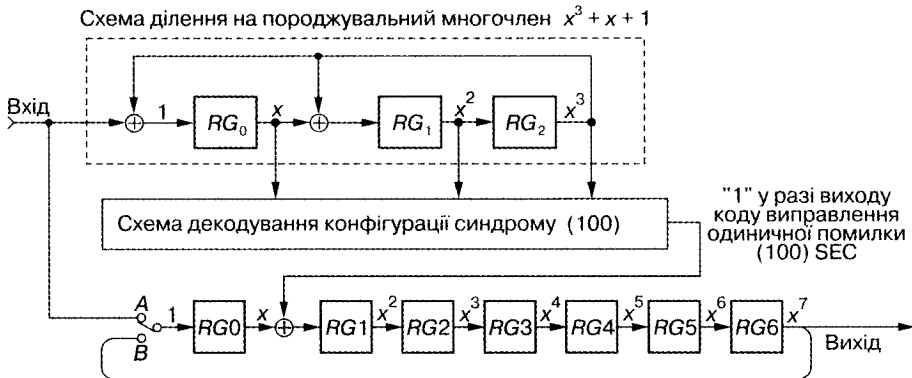 Схема ділення на породжувальний многочлен x³ + x + 1
Вхід
1 RG₀ x RG₁ x² RG₂ x³
Схема декодування конфігурації синдрому (100)
"1" у разі виходу
коду виправлення
одиничної помилки
(100) SEC
A
B
1 RG0 x RG1 x² RG2 x³ RG3 x⁴ RG4 x⁵ RG5 x⁶ RG6 x⁷
Вихід